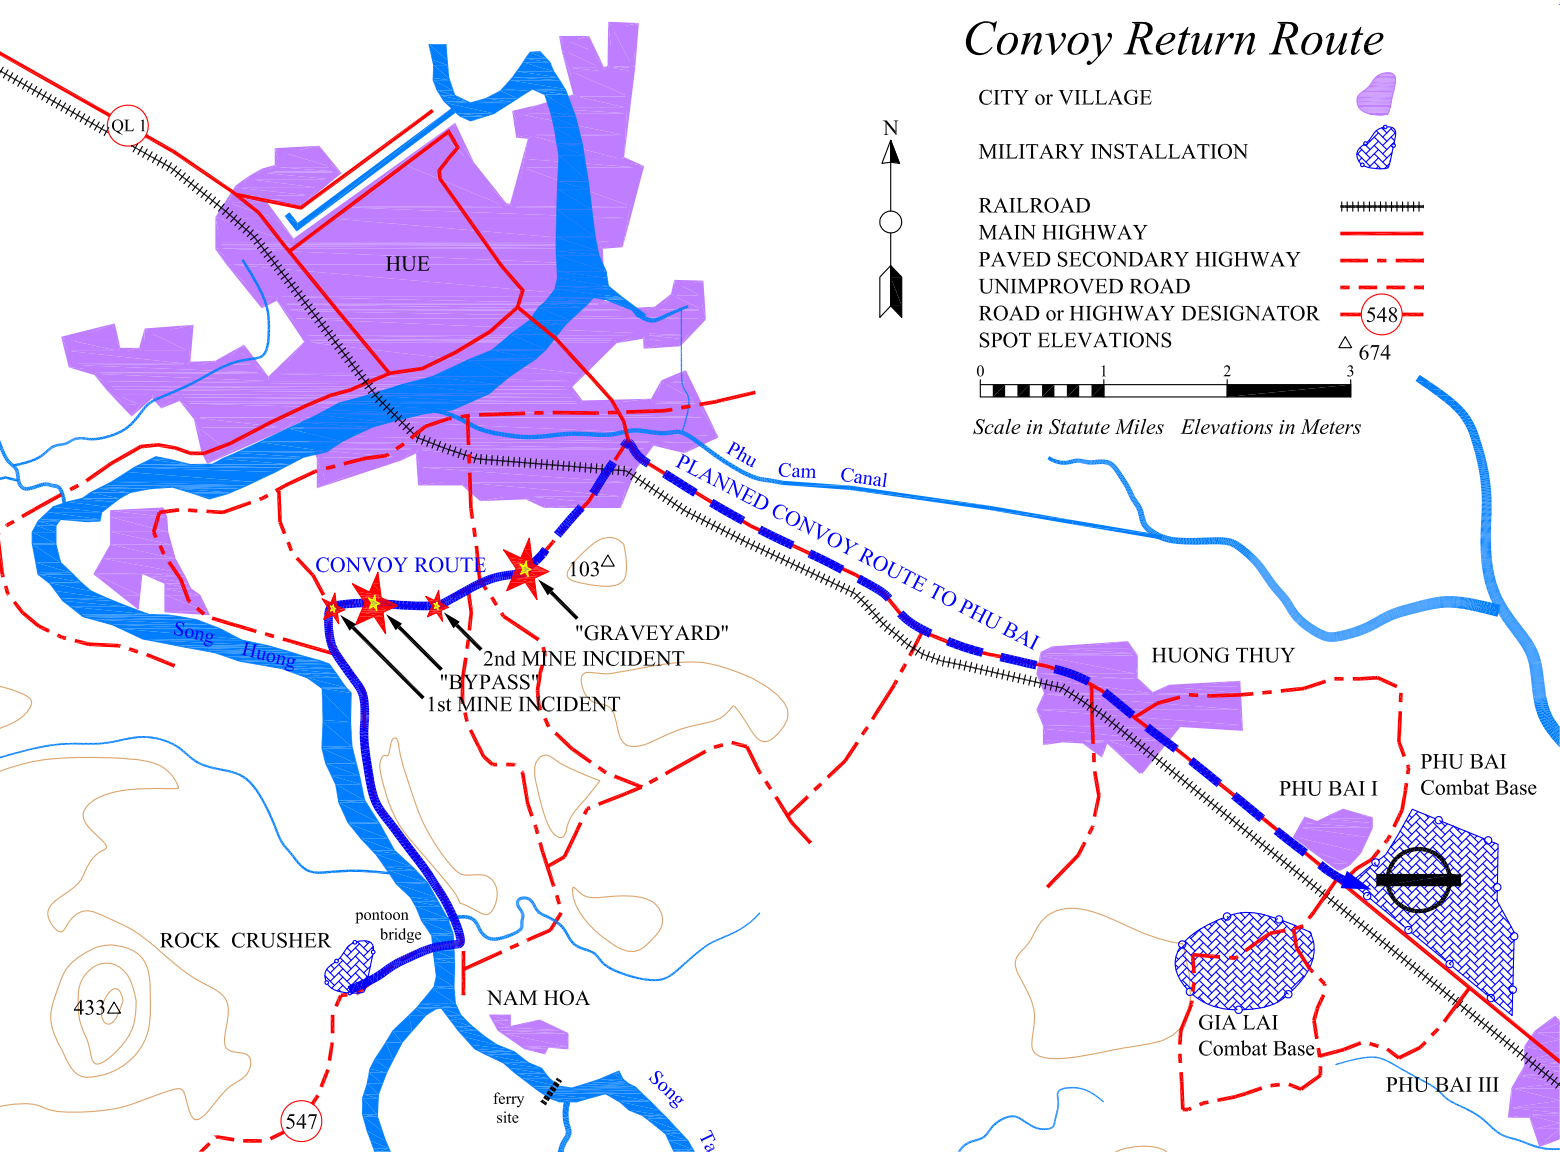 Convoy Return Route
CITY or VILLAGE
MILITARY INSTALLATION
RAILROAD
MAIN HIGHWAY
PAVED SECONDARY HIGHWAY
UNIMPROVED ROAD
ROAD or HIGHWAY DESIGNATOR
548
SPOT ELEVATIONS
674
0 1 2 3
Scale in Statute Miles Elevations in Meters
N
QL 1
HUE
Phu Cam Canal
PLANNED CONVOY ROUTE TO PHU BAI
CONVOY ROUTE
103
"GRAVEYARD"
2nd MINE INCIDENT
"BYPASS"
1st MINE INCIDENT
Song Huong
HUONG THUY
PHU BAI
Combat Base
PHU BAI I
pontoon
bridge
ROCK CRUSHER
433
NAM HOA
GIA LAI
Combat Base
PHU BAI III
ferry
site
547
Song
Ta